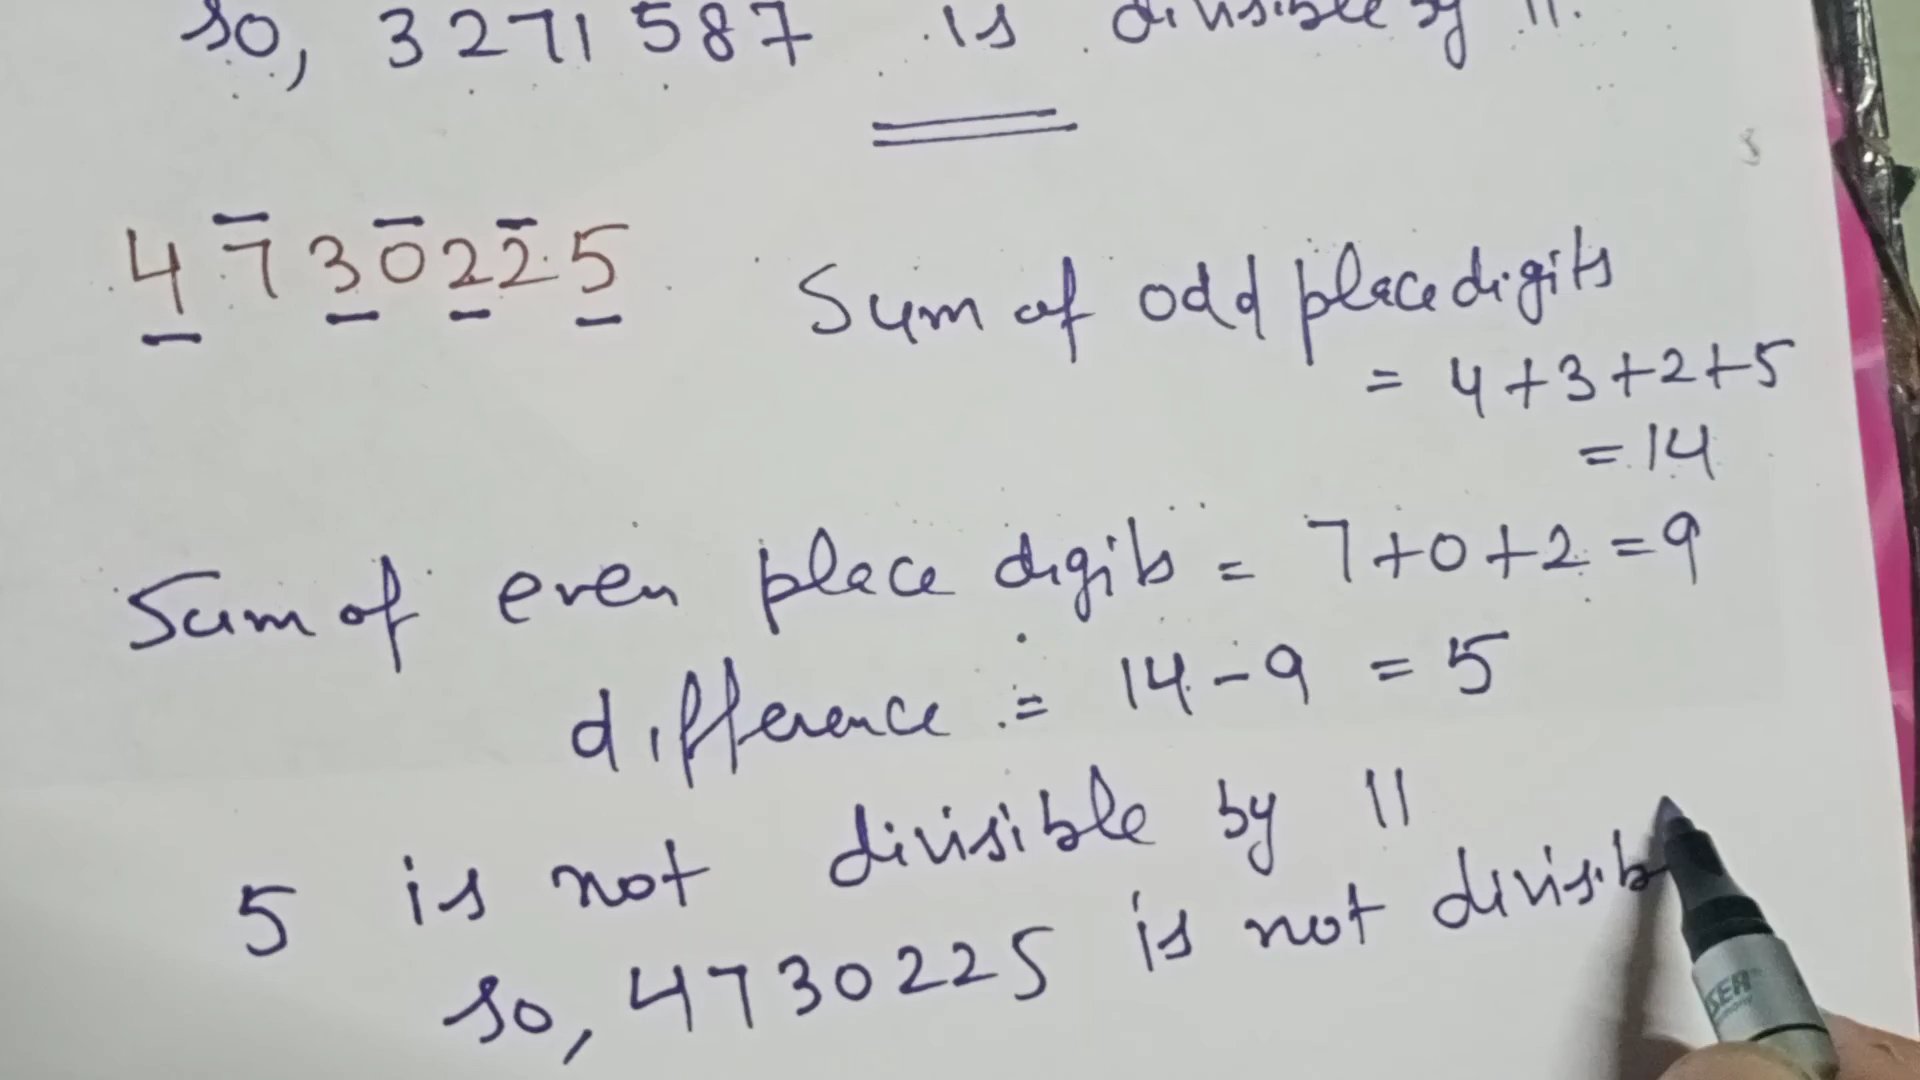 So, 3271587 is divisible by 11.
4730225
Sum of odd place digits
= 4+3+2+5
= 14
Sum of even place digits = 7+0+2 = 9
difference = 14-9 = 5
5 is not divisible by 11
So, 4730225 is not divisib